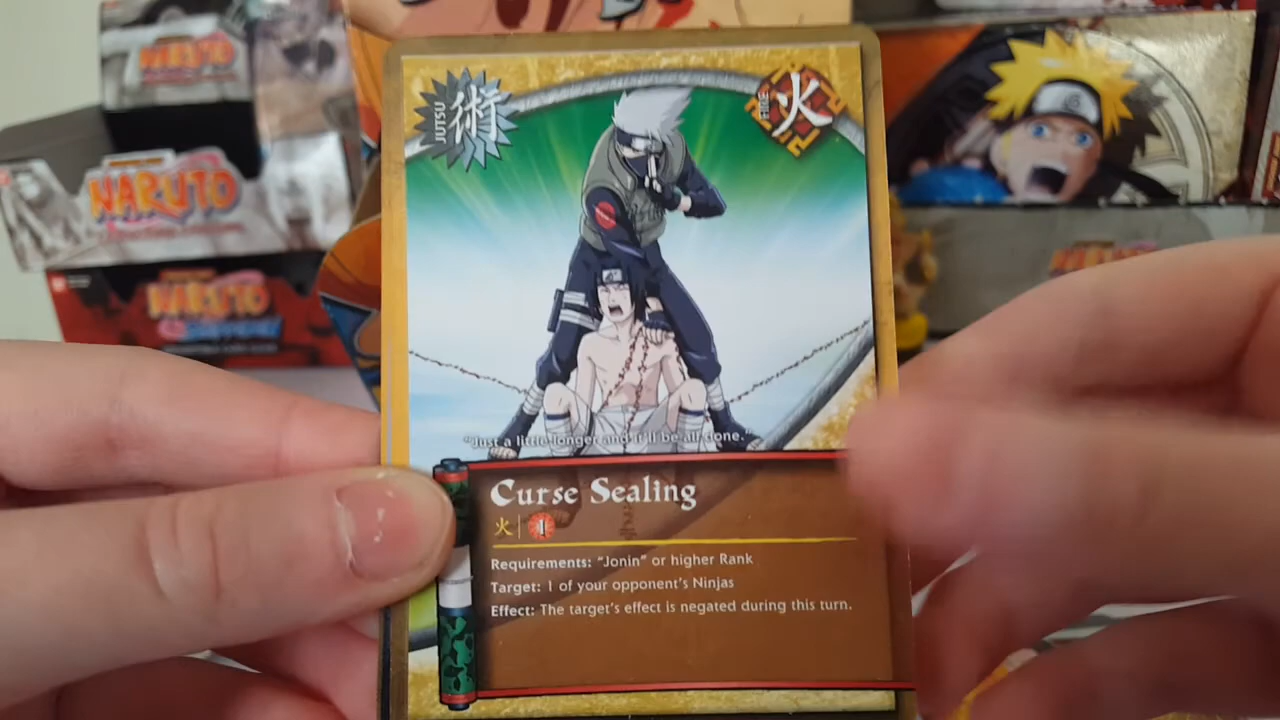 NARUTO
NARUTO
NARUTO
NARUTO
JUTSU
術
FIRE
火
"Just a little longer and it'll be all done."
Curse Sealing
火 1
Requirements: "Jonin" or higher Rank
Target: 1 of your opponent's Ninjas
Effect: The target's effect is negated during this turn.